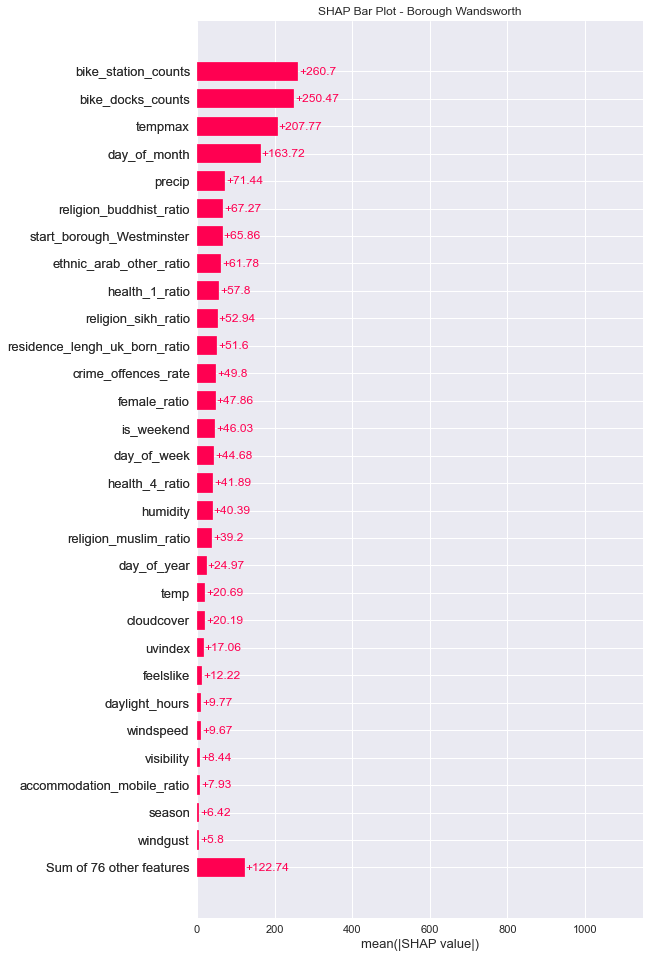 SHAP Bar Plot - Borough Wandsworth
bike_station_counts +260.7
bike_docks_counts +250.47
tempmax +207.77
day_of_month +163.72
precip +71.44
religion_buddhist_ratio +67.27
start_borough_Westminster +65.86
ethnic_arab_other_ratio +61.78
health_1_ratio +57.8
religion_sikh_ratio +52.94
residence_lengh_uk_born_ratio +51.6
crime_offences_rate +49.8
female_ratio +47.86
is_weekend +46.03
day_of_week +44.68
health_4_ratio +41.89
humidity +40.39
religion_muslim_ratio +39.2
day_of_year +24.97
temp +20.69
cloudcover +20.19
uvindex +17.06
feelslike +12.22
daylight_hours +9.77
windspeed +9.67
visibility +8.44
accommodation_mobile_ratio +7.93
season +6.42
windgust +5.8
Sum of 76 other features +122.74
0 200 400 600 800 1000
mean(|SHAP value|)